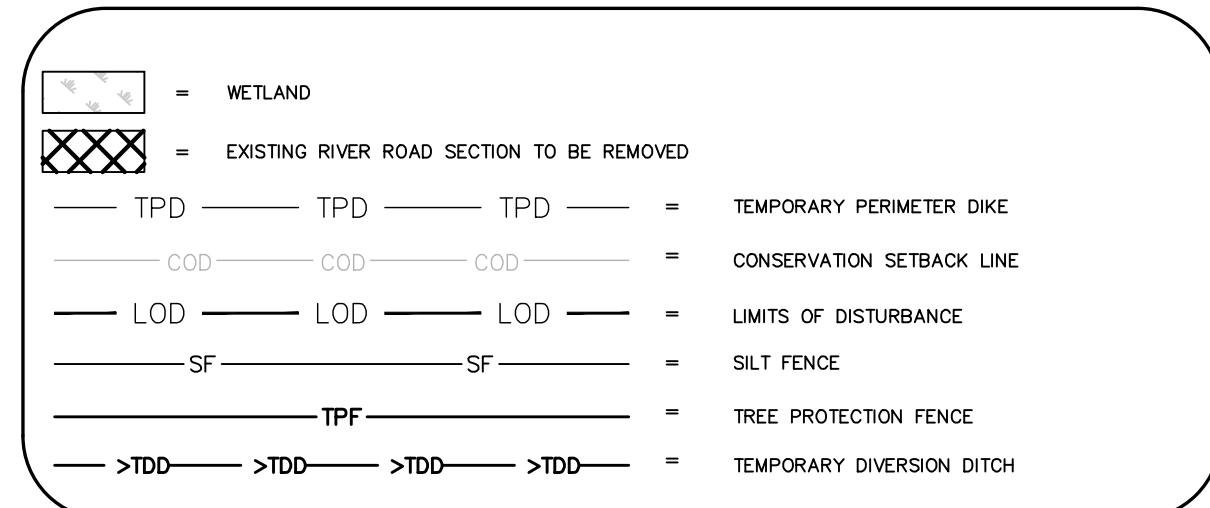 = WETLAND
= EXISTING RIVER ROAD SECTION TO BE REMOVED
TPD TPD TPD = TEMPORARY PERIMETER DIKE
COD COD COD = CONSERVATION SETBACK LINE
LOD LOD LOD = LIMITS OF DISTURBANCE
SF SF = SILT FENCE
TPF = TREE PROTECTION FENCE
>TDD >TDD >TDD >TDD = TEMPORARY DIVERSION DITCH